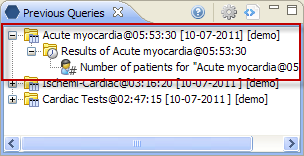 Previous Queries
Acute myocardia@05:53:30 [10-07-2011] [demo]
Results of Acute myocardia@05:53:30
Number of patients for "Acute myocardia@05
Ischemi-Cardiac@03:16:20 [10-7-2011] [demo]
Cardiac Tests@02:47:15 [10-7-2011] [demo]